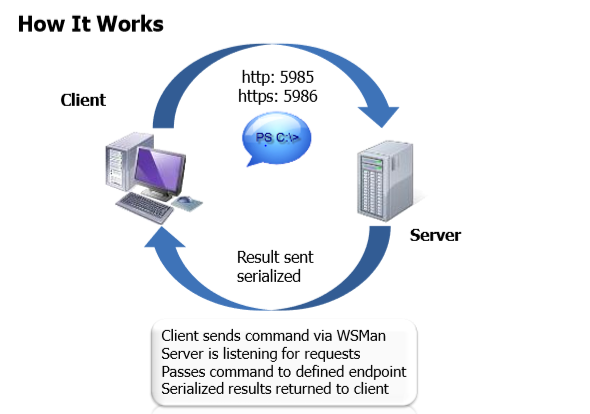 How It Works
http: 5985
https: 5986
Client
PS C:\>
Server
Result sent
serialized
Client sends command via WSMan
Server is listening for requests
Passes command to defined endpoint
Serialized results returned to client